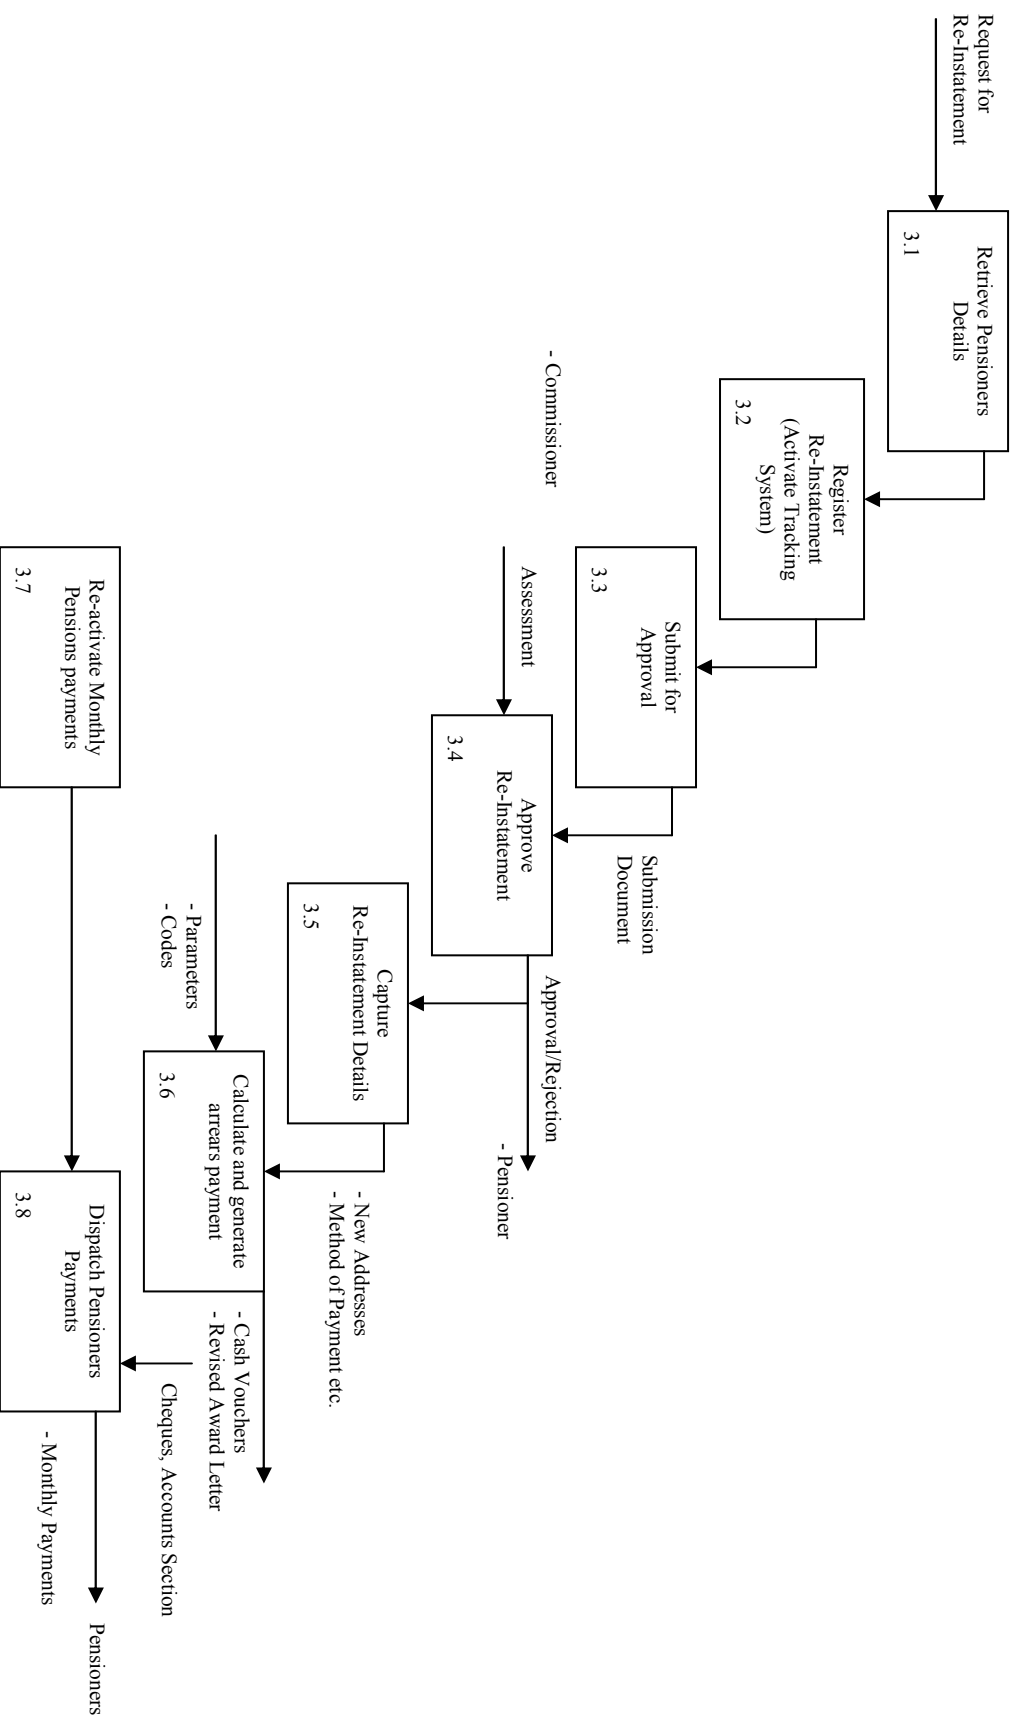 Request for
Re-Instatement
Retrieve Pensioners
Details
3.1
Register
Re-Instatement
(Activate Tracking
System)
3.2
Submit for
Approval
3.3
Submission
Document
- Commissioner
Assessment
Approve
Re-Instatement
3.4
Approval/Rejection
- Pensioner
Capture
Re-Instatement Details
3.5
- New Addresses
- Method of Payment etc.
- Parameters
- Codes
Calculate and generate
arrears payment
3.6
- Cash Vouchers
- Revised Award Letter
Re-activate Monthly
Pensions payments
3.7
Cheques, Accounts Section
Dispatch Pensioners
Payments
3.8
Pensioners
- Monthly Payments